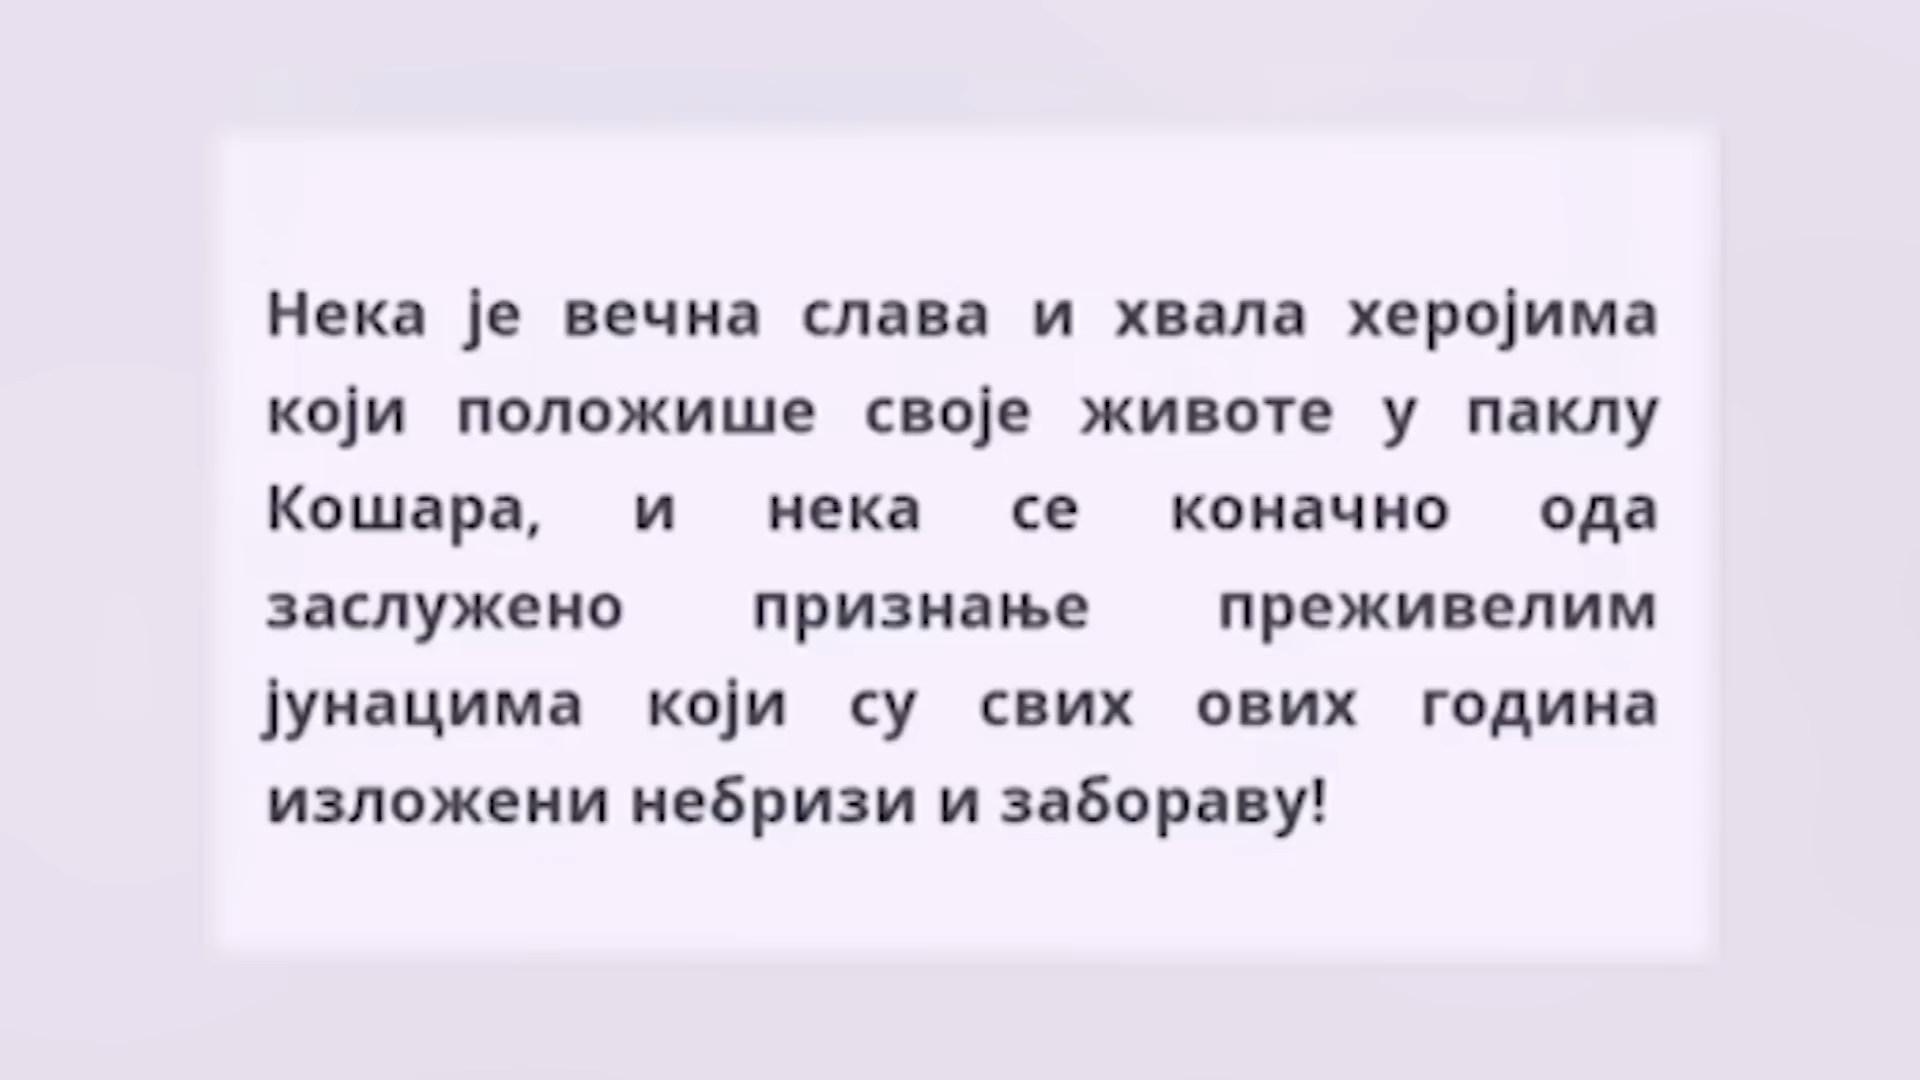 Нека је вечна слава и хвала херојима
који положише своје животе у паклу
Кошара, и нека се коначно ода
заслужено признање преживелим
јунацима који су свих ових година
изложени небризи и забораву!